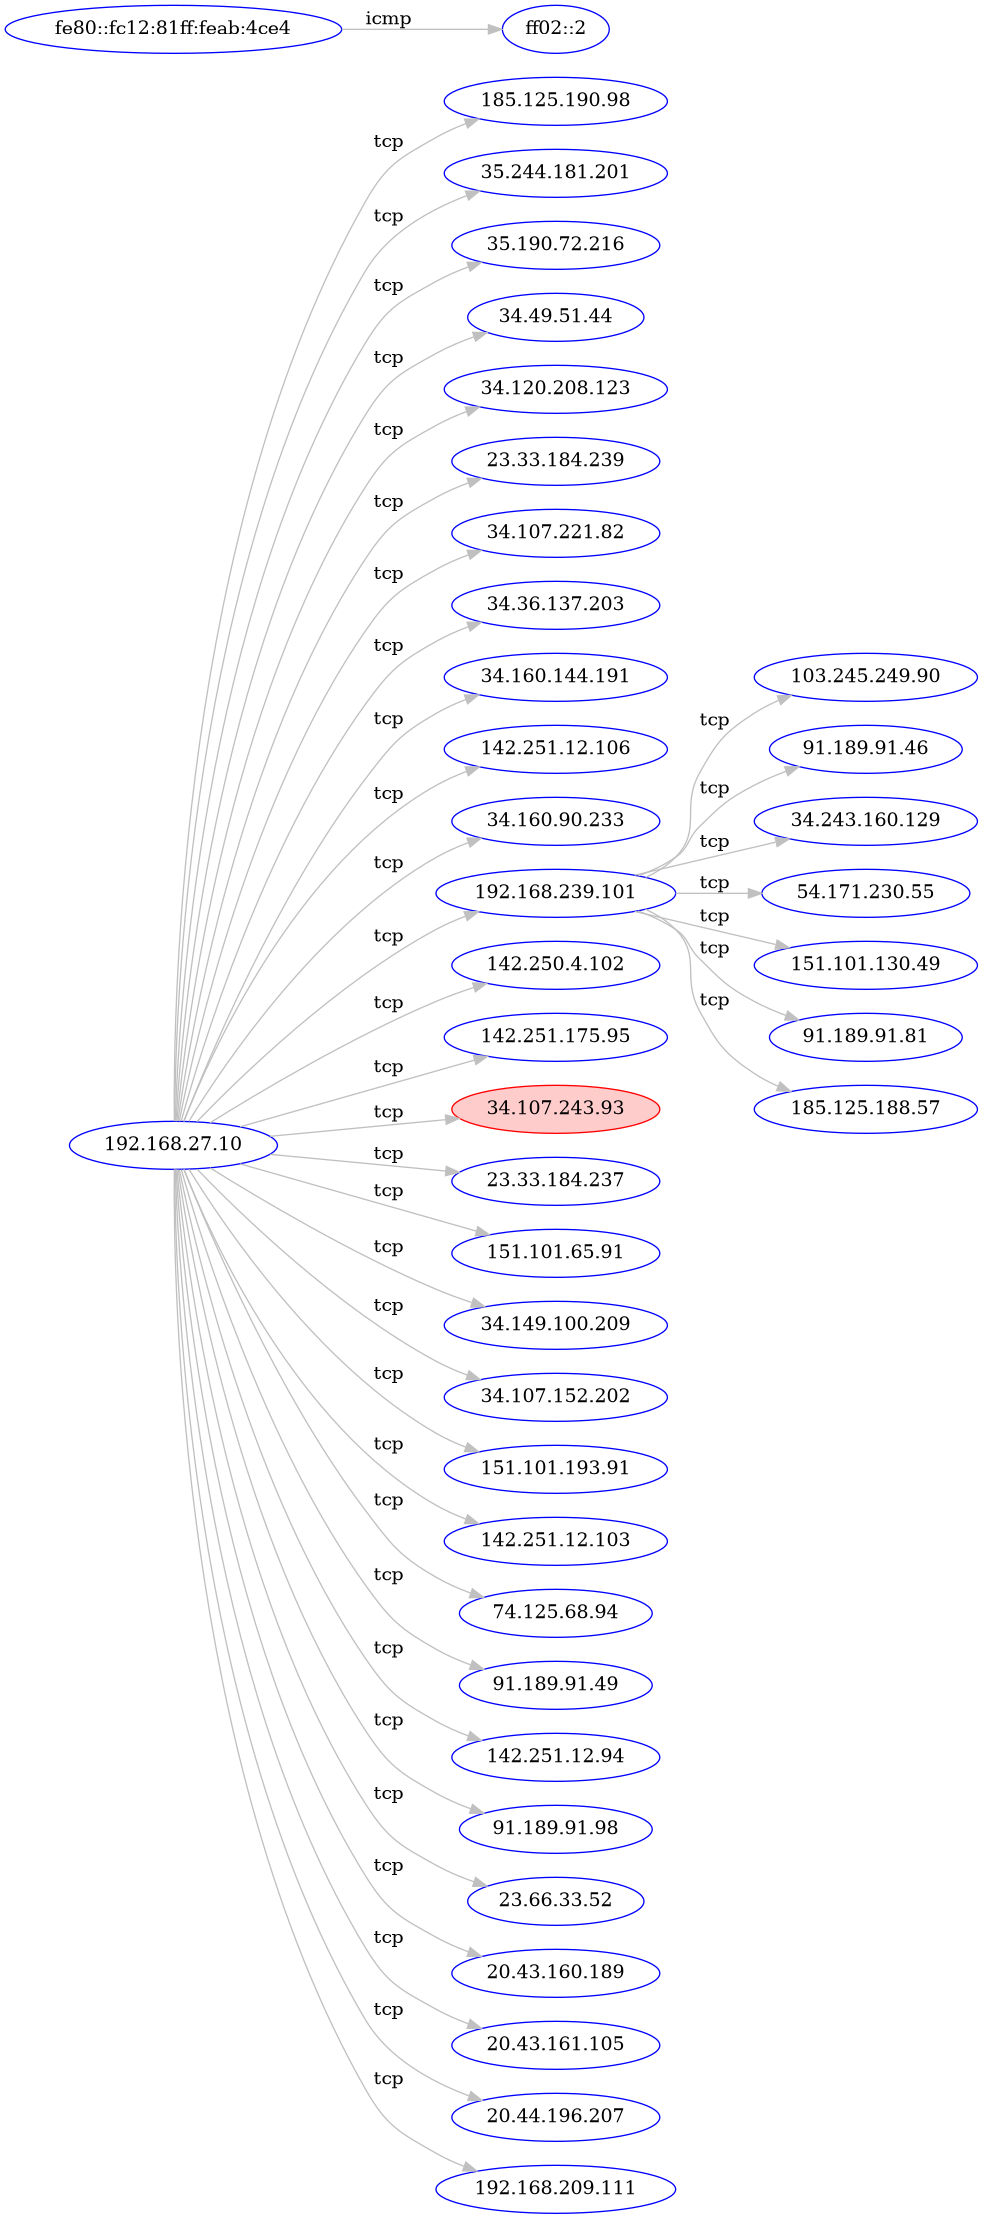 fe80::fc12:81ff:feab:4ce4
icmp
ff02::2
185.125.190.98
tcp
35.244.181.201
tcp
35.190.72.216
tcp
34.49.51.44
tcp
34.120.208.123
tcp
23.33.184.239
tcp
34.107.221.82
tcp
34.36.137.203
tcp
34.160.144.191
tcp
142.251.12.106
tcp
34.160.90.233
tcp
192.168.239.101
tcp
142.250.4.102
tcp
142.251.175.95
tcp
34.107.243.93
tcp
192.168.27.10
tcp
23.33.184.237
tcp
151.101.65.91
tcp
34.149.100.209
tcp
34.107.152.202
tcp
151.101.193.91
tcp
142.251.12.103
tcp
74.125.68.94
tcp
91.189.91.49
tcp
142.251.12.94
tcp
91.189.91.98
tcp
23.66.33.52
tcp
20.43.160.189
tcp
20.43.161.105
tcp
20.44.196.207
tcp
192.168.209.111
103.245.249.90
tcp
91.189.91.46
tcp
34.243.160.129
tcp
54.171.230.55
tcp
151.101.130.49
tcp
91.189.91.81
tcp
185.125.188.57
tcp